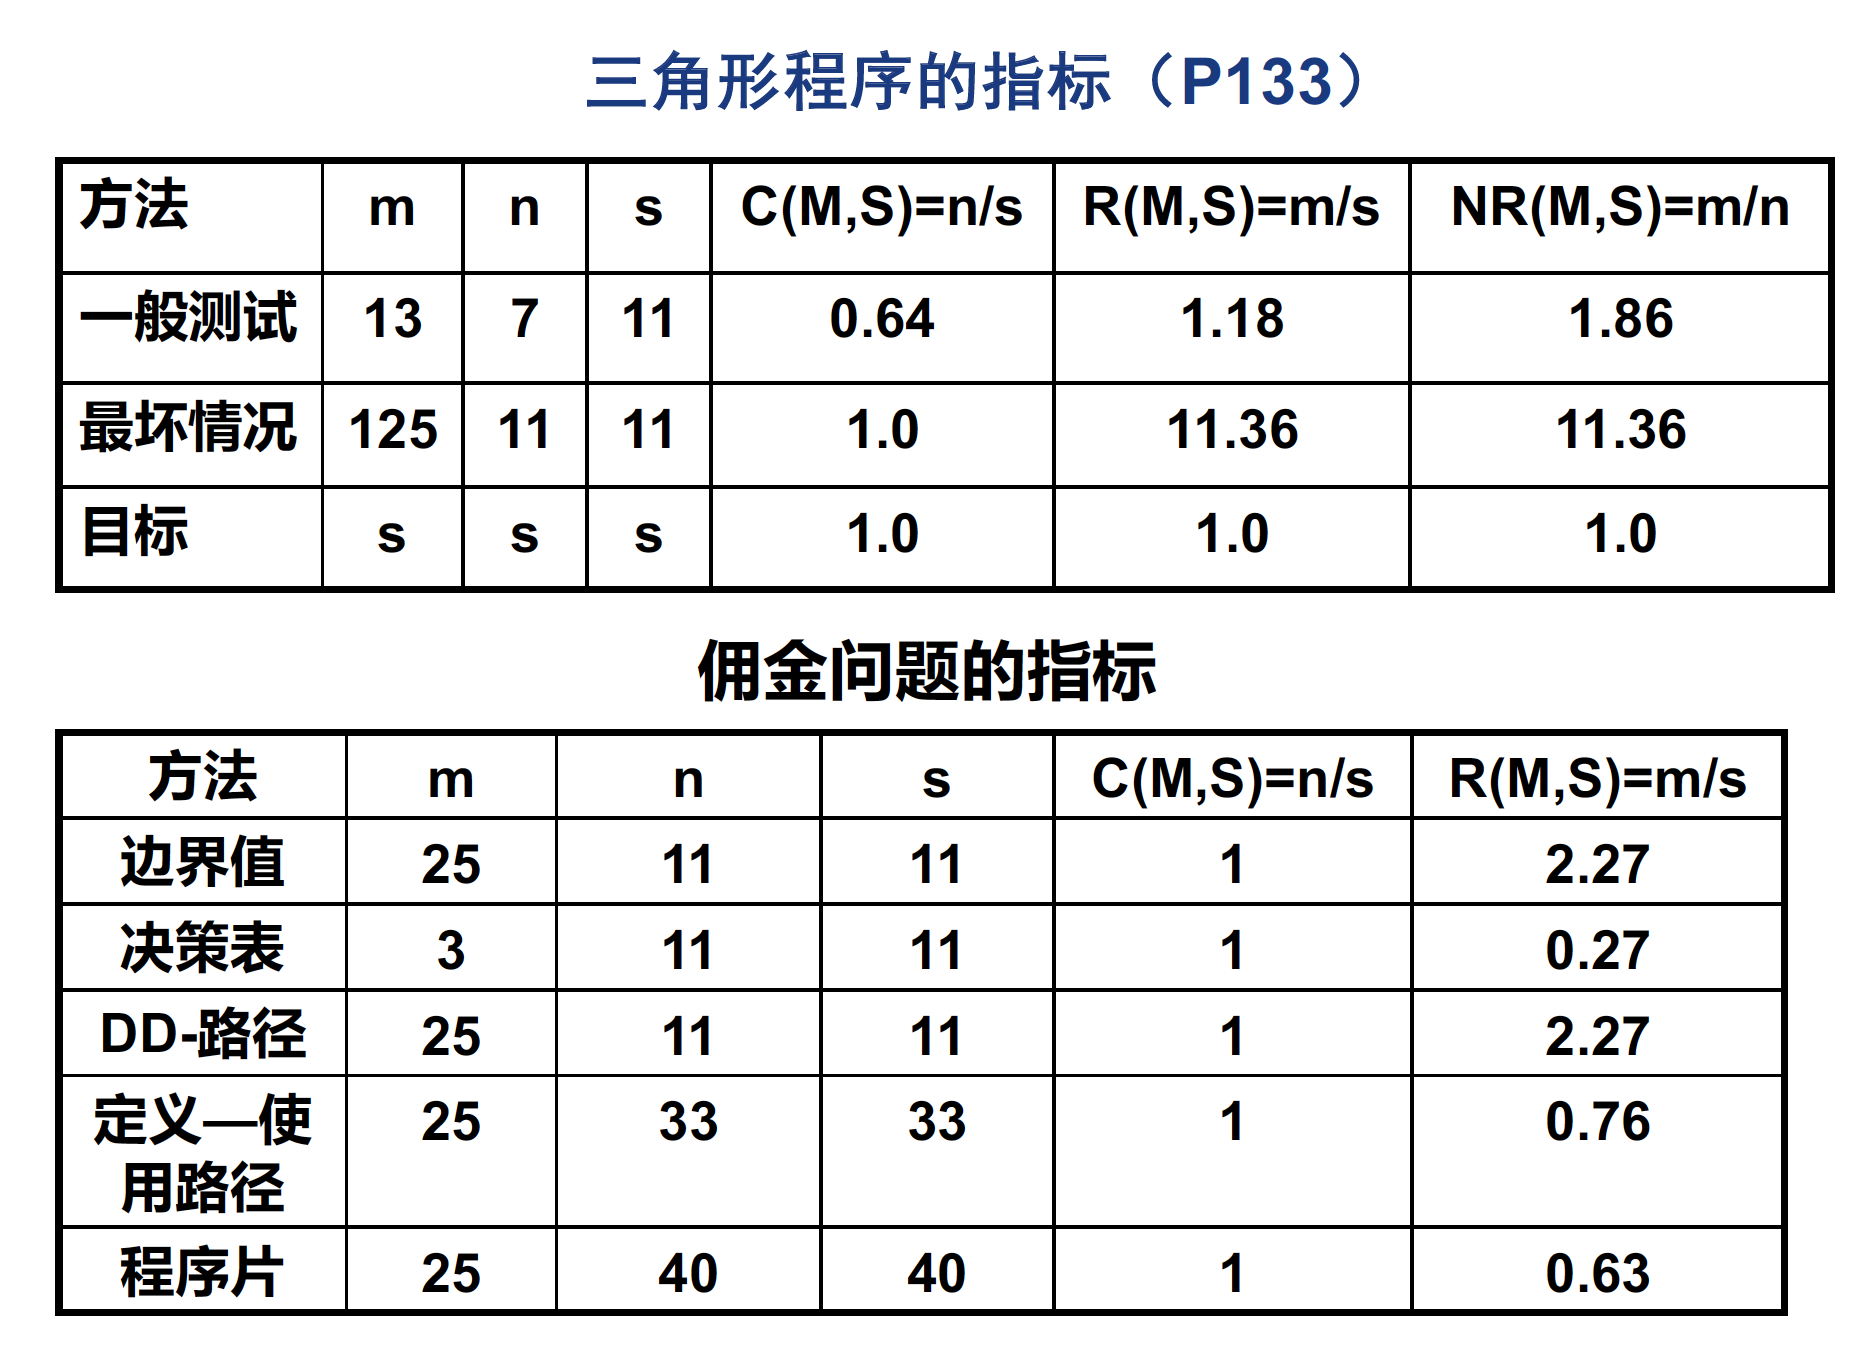 三角形程序的指标（P133）
方法 m n s C(M,S)=n/s R(M,S)=m/s NR(M,S)=m/n
一般测试 13 7 11 0.64 1.18 1.86
最坏情况 125 11 11 1.0 11.36 11.36
目标 s s s 1.0 1.0 1.0
佣金问题的指标
方法 m n s C(M,S)=n/s R(M,S)=m/s
边界值 25 11 11 1 2.27
决策表 3 11 11 1 0.27
DD-路径 25 11 11 1 2.27
定义—使 25 33 33 1 0.76
用路径
程序片 25 40 40 1 0.63